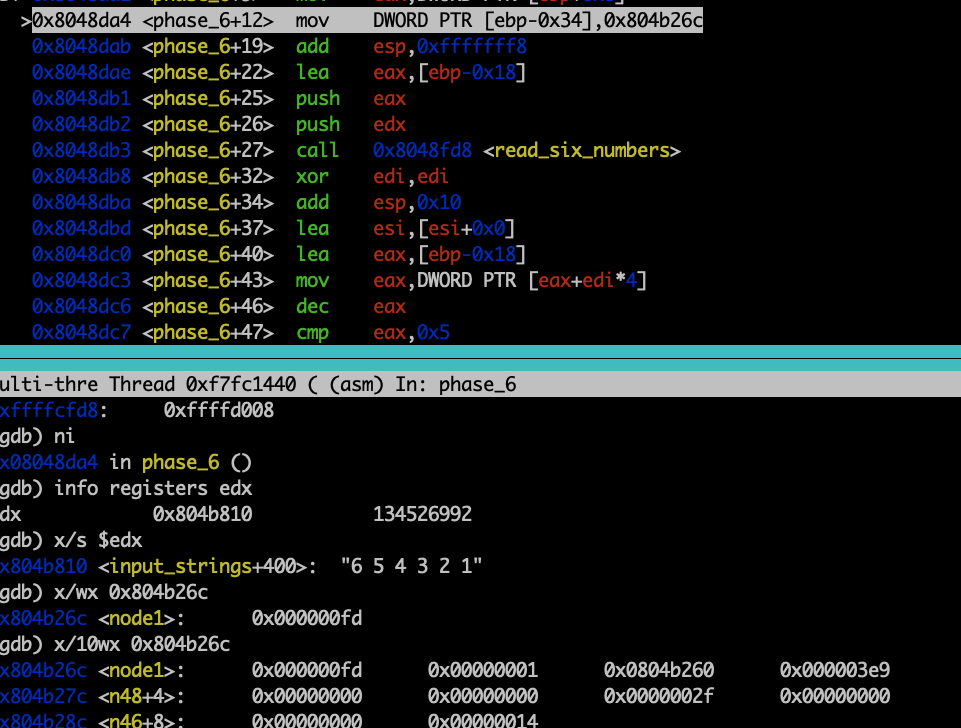 >0x8048da4 <phase_6+12> mov DWORD PTR [ebp-0x34],0x804b26c
0x8048dab <phase_6+19> add esp,0xfffffff8
0x8048dae <phase_6+22> lea eax,[ebp-0x18]
0x8048db1 <phase_6+25> push eax
0x8048db2 <phase_6+26> push edx
0x8048db3 <phase_6+27> call 0x8048fd8 <read_six_numbers>
0x8048db8 <phase_6+32> xor edi,edi
0x8048dba <phase_6+34> add esp,0x10
0x8048dbd <phase_6+37> lea esi,[esi+0x0]
0x8048dc0 <phase_6+40> lea eax,[ebp-0x18]
0x8048dc3 <phase_6+43> mov eax,DWORD PTR [eax+edi*4]
0x8048dc6 <phase_6+46> dec eax
0x8048dc7 <phase_6+47> cmp eax,0x5
ulti-thre Thread 0xf7fc1440 ( (asm) In: phase_6
xffffcfd8: 0xffffd008
gdb) ni
x08048da4 in phase_6 ()
gdb) info registers edx
dx 0x804b810 134526992
gdb) x/s $edx
x804b810 <input_strings+400>: "6 5 4 3 2 1"
gdb) x/wx 0x804b26c
x804b26c <node1>: 0x000000fd
gdb) x/10wx 0x804b26c
x804b26c <node1>: 0x000000fd 0x00000001 0x0804b260 0x000003e9
x804b27c <n48+4>: 0x00000000 0x00000000 0x0000002f 0x00000000
x804b28c <n46+8>: 0x00000000 0x00000014